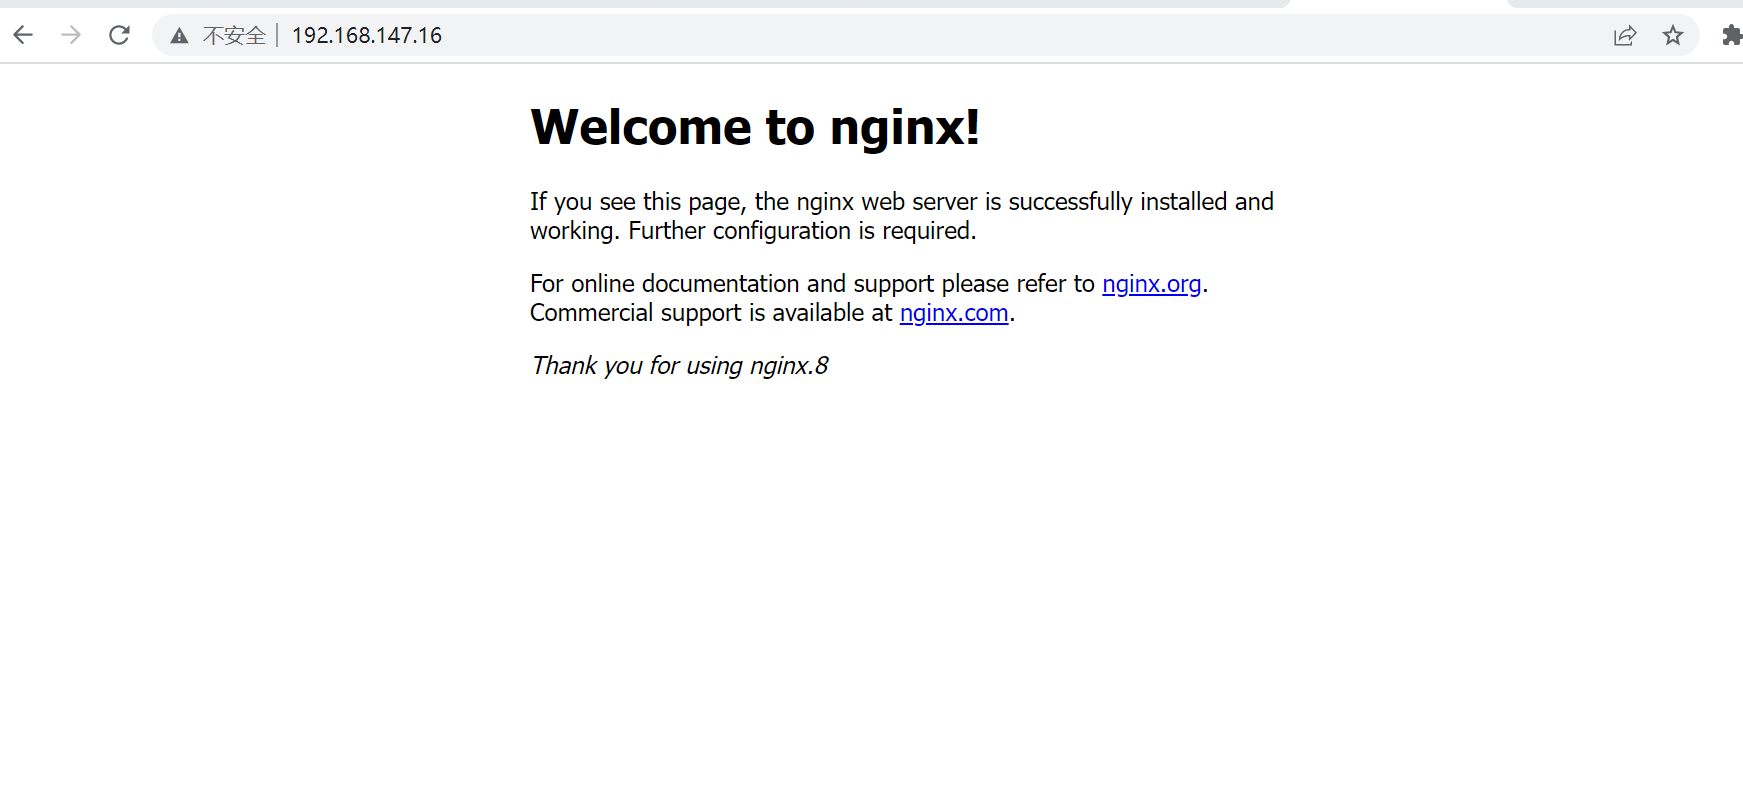 不安全 192.168.147.16
Welcome to nginx!
If you see this page, the nginx web server is successfully installed and
working. Further configuration is required.
For online documentation and support please refer to nginx.org.
Commercial support is available at nginx.com.
Thank you for using nginx.8